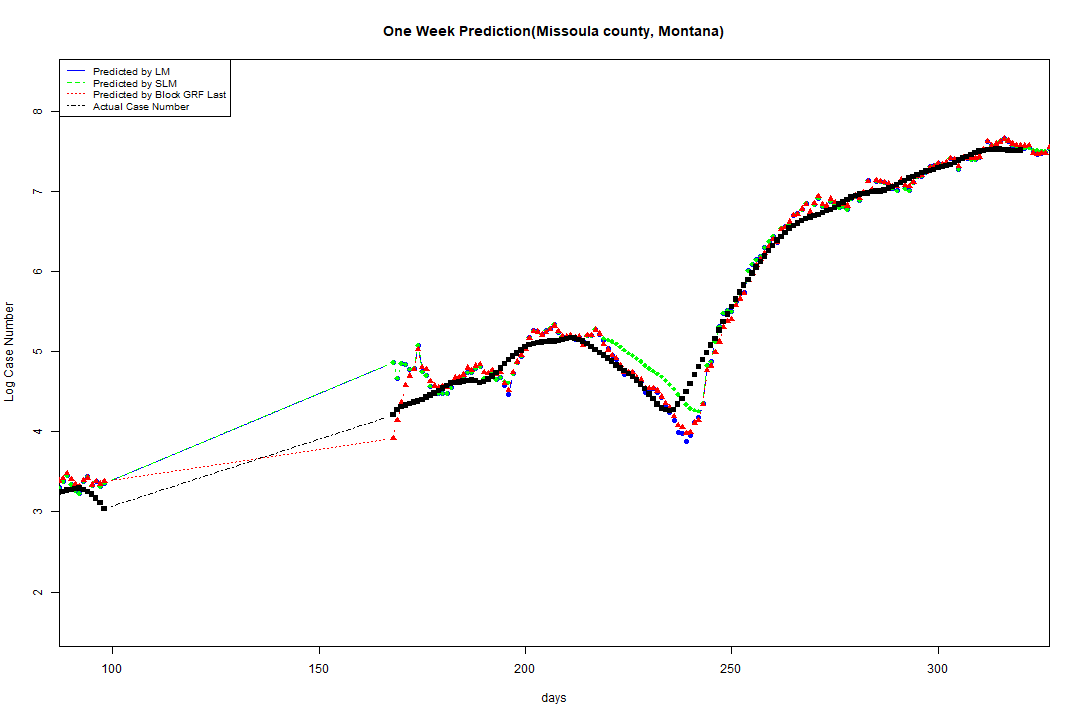 One Week Prediction(Missoula county, Montana)
Predicted by LM
Predicted by SLM
Predicted by Block GRF Last
Actual Case Number
8
7
6
5
4
3
2
Log Case Number
100 150 200 250 300
days